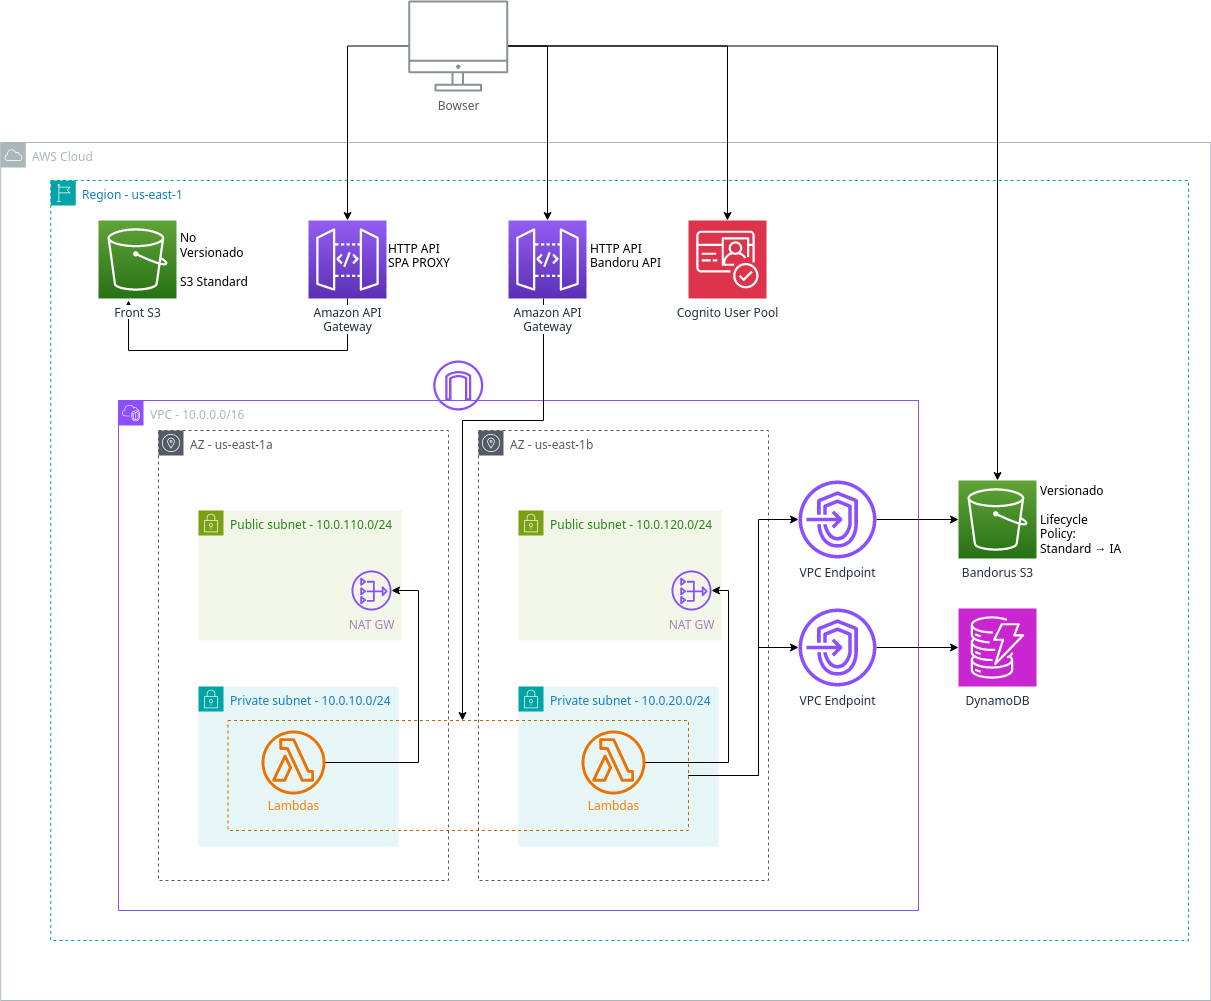 Bowser
AWS Cloud
Region - us-east-1
No
Versionado
S3 Standard
Front S3
HTTP API
SPA PROXY
Amazon API
Gateway
HTTP API
Bandoru API
Amazon API
Gateway
Cognito User Pool
VPC - 10.0.0.0/16
AZ - us-east-1a
AZ - us-east-1b
Public subnet - 10.0.110.0/24
NAT GW
Public subnet - 10.0.120.0/24
NAT GW
Private subnet - 10.0.10.0/24
Lambdas
Private subnet - 10.0.20.0/24
Lambdas
VPC Endpoint
Versionado
Lifecycle
Policy:
Standard → IA
Bandorus S3
VPC Endpoint
DynamoDB